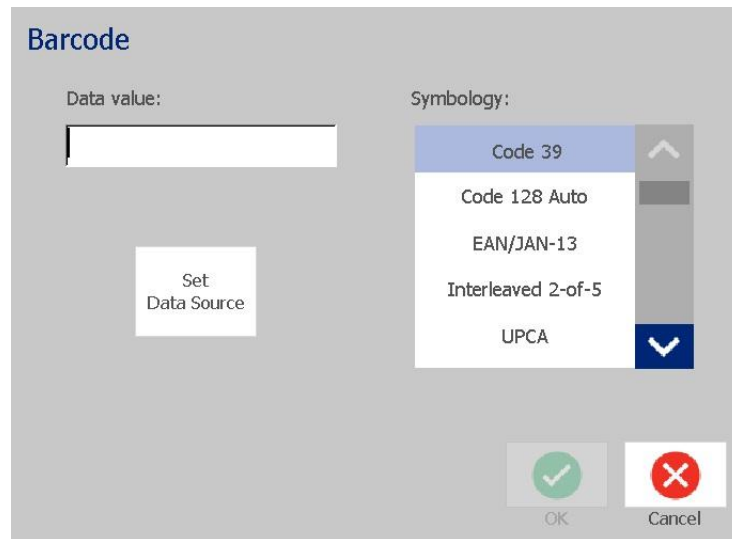 Barcode
Data value:
Symbology:
Code 39
Code 128 Auto
EAN/JAN-13
Interleaved 2-of-5
UPCA
Set
Data Source
OK
Cancel